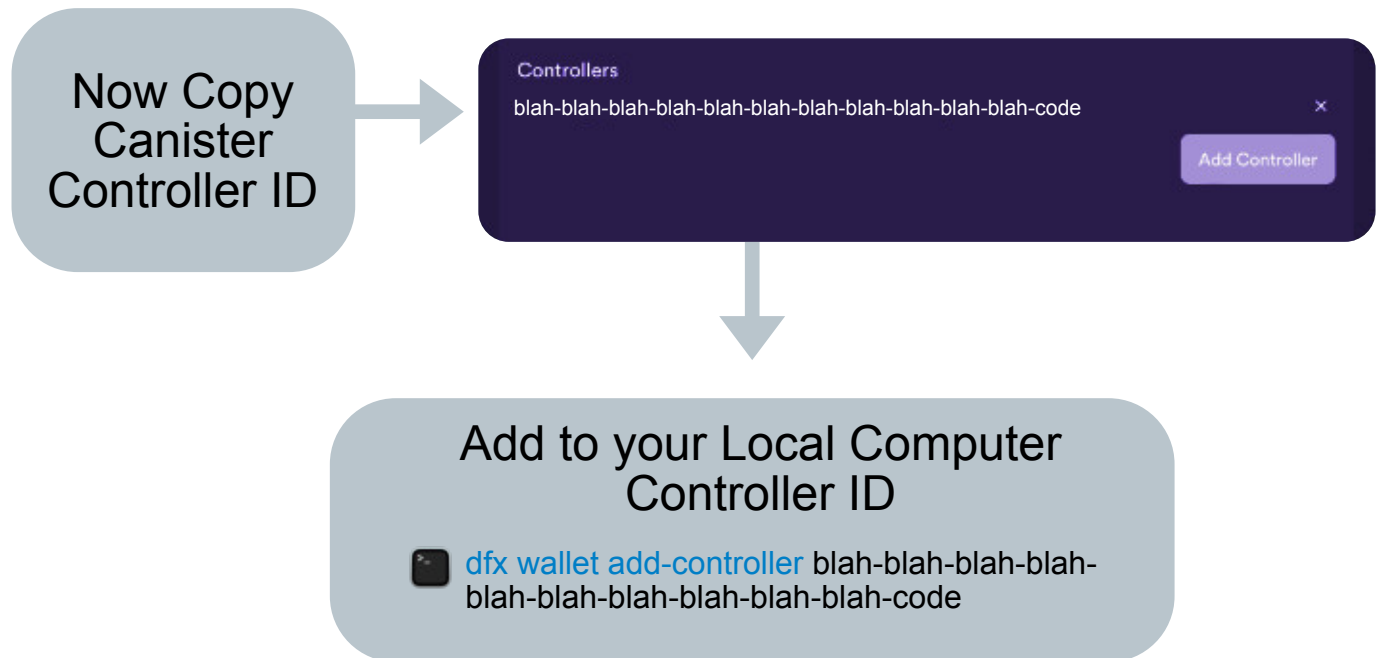 Now Copy
Canister
Controller ID
Controllers
blah-blah-blah-blah-blah-blah-blah-blah-blah-blah-blah-code
×
Add Controller
Add to your Local Computer
Controller ID
>_ dfx wallet add-controller blah-blah-blah-blah-
blah-blah-blah-blah-blah-blah-code